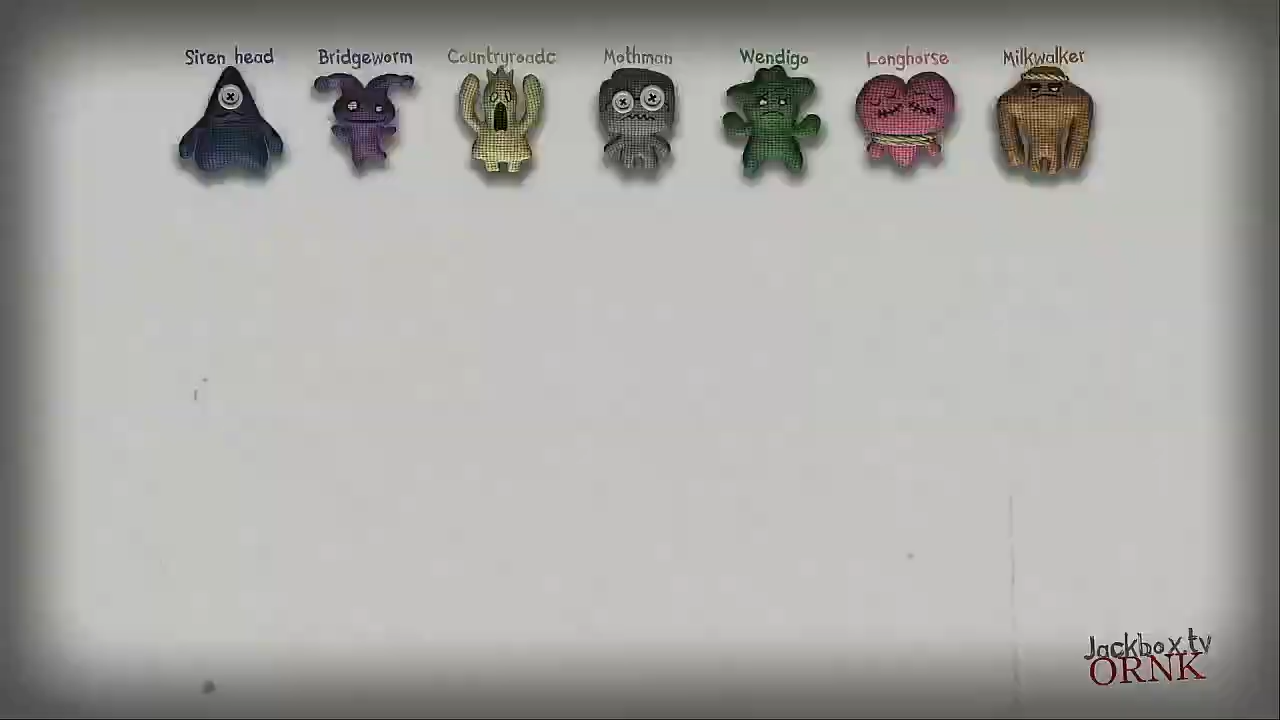 Siren head Bridgeworm Countryroadc Mothman Wendigo Longhorse Milkwalker
Jackbox.tv
ORNK